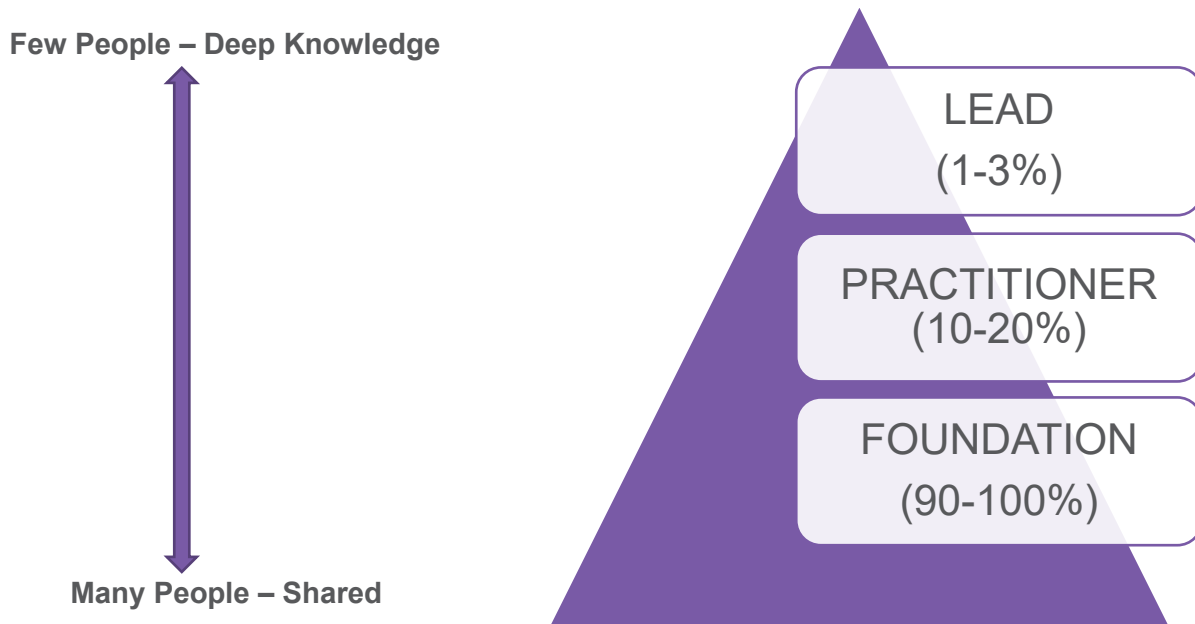 Few People – Deep Knowledge
LEAD
(1-3%)
PRACTITIONER
(10-20%)
FOUNDATION
(90-100%)
Many People – Shared